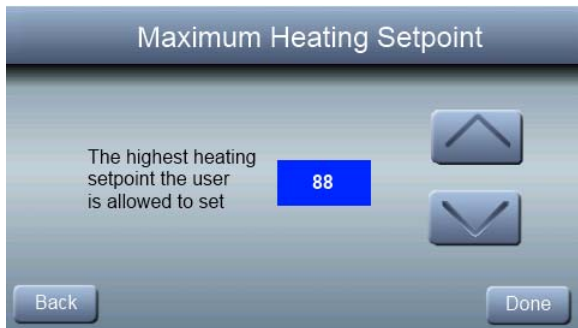 Maximum Heating Setpoint
The highest heating
setpoint the user
is allowed to set
88
Back
Done